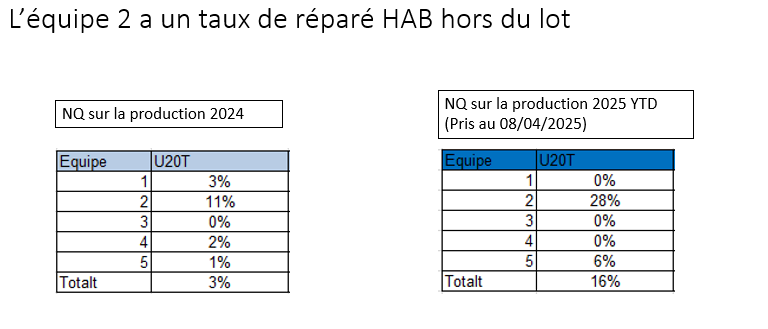 L’équipe 2 a un taux de réparé HAB hors du lot
NQ sur la production 2024
Equipe U20T
1 3%
2 11%
3 0%
4 2%
5 1%
Totalt 3%
NQ sur la production 2025 YTD
(Pris au 08/04/2025)
Equipe U20T
1 0%
2 28%
3 0%
4 0%
5 6%
Totalt 16%